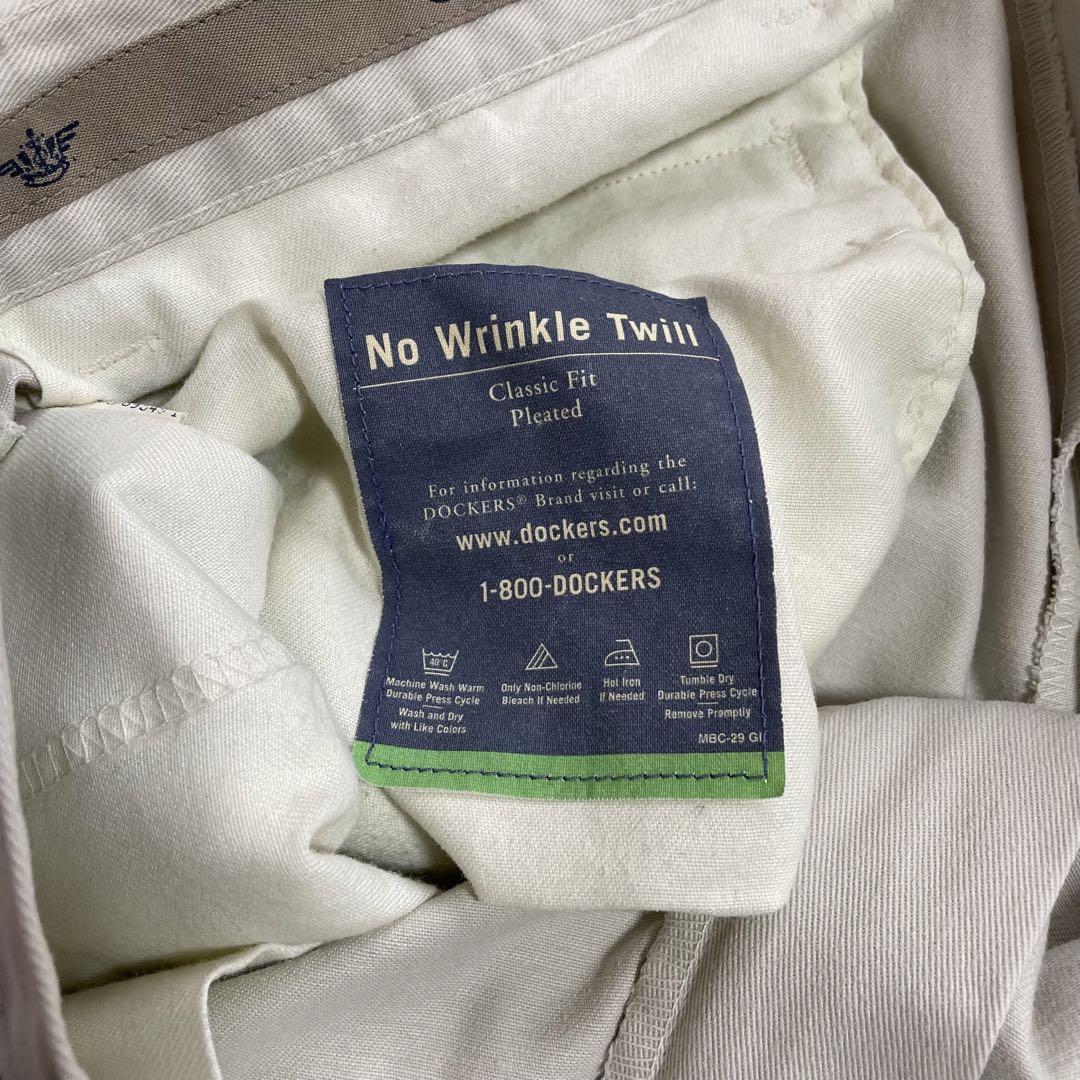 No Wrinkle Twill
Classic Fit
Pleated
For information regarding the
DOCKERS® Brand visit or call:
www.dockers.com
or
1-800-DOCKERS
40°C
Machine Wash Warm
Durable Press Cycle
Wash and Dry
with Like Colors
Only Non-Chlorine
Bleach If Needed
Hot Iron
If Needed
Tumble Dry
Durable Press Cycle
Remove Promptly
MBC-29 GI